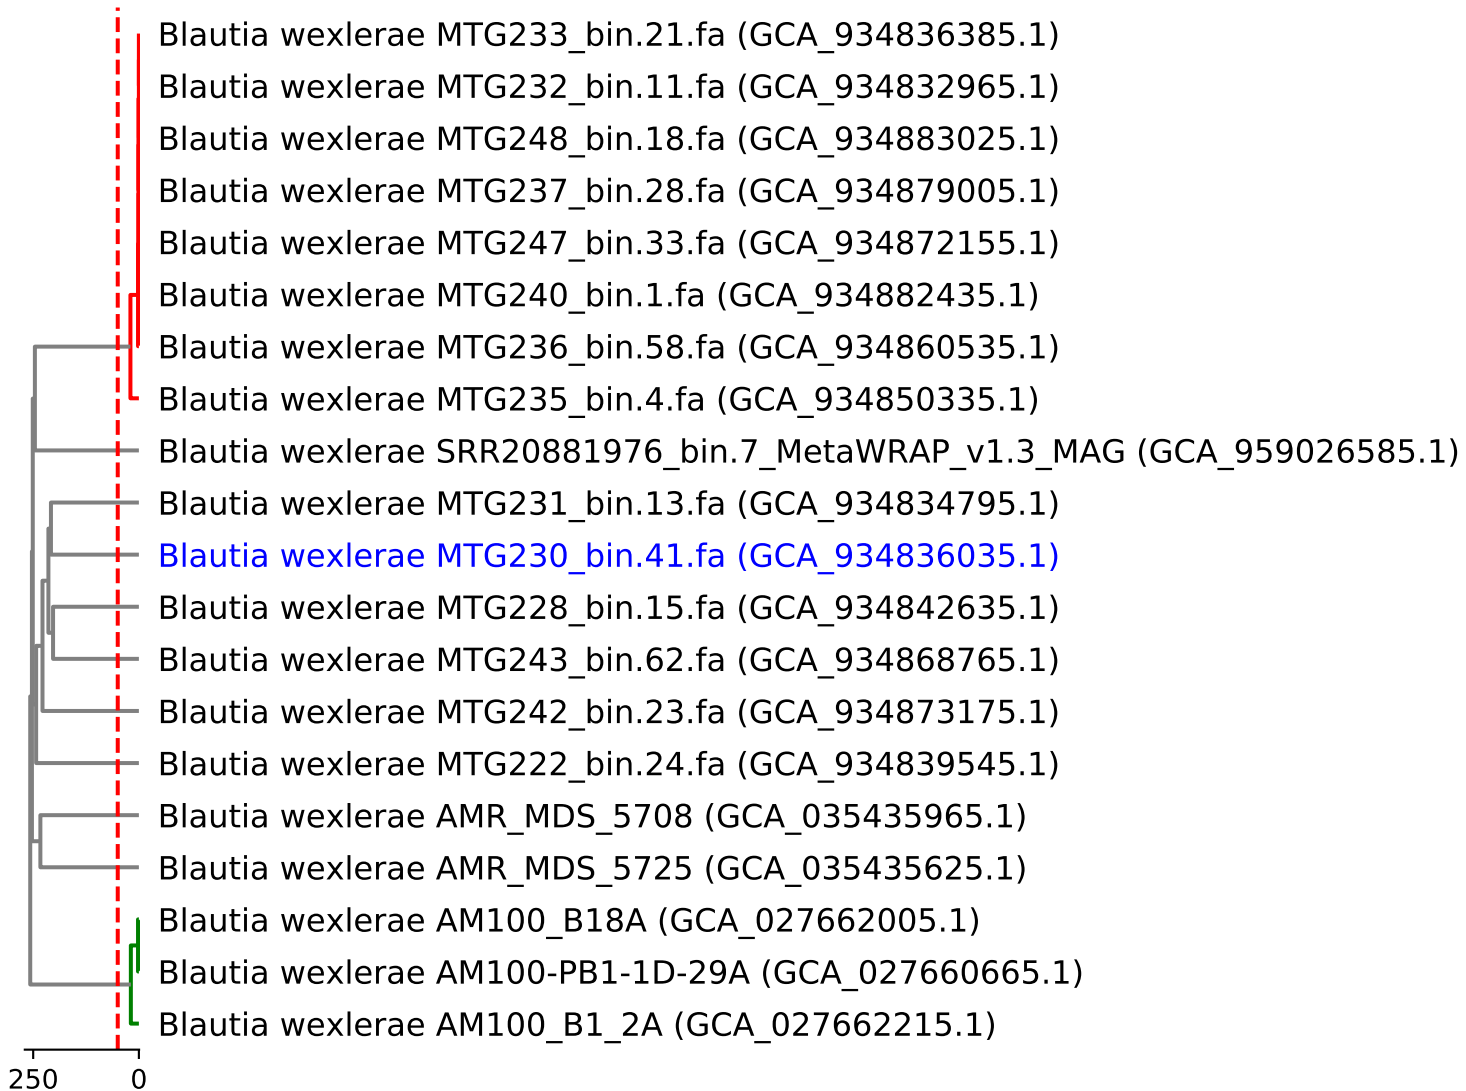 Blautia wexlerae MTG233_bin.21.fa (GCA_934836385.1)
Blautia wexlerae MTG232_bin.11.fa (GCA_934832965.1)
Blautia wexlerae MTG248_bin.18.fa (GCA_934883025.1)
Blautia wexlerae MTG237_bin.28.fa (GCA_934879005.1)
Blautia wexlerae MTG247_bin.33.fa (GCA_934872155.1)
Blautia wexlerae MTG240_bin.1.fa (GCA_934882435.1)
Blautia wexlerae MTG236_bin.58.fa (GCA_934860535.1)
Blautia wexlerae MTG235_bin.4.fa (GCA_934850335.1)
Blautia wexlerae SRR20881976_bin.7_MetaWRAP_v1.3_MAG (GCA_959026585.1)
Blautia wexlerae MTG231_bin.13.fa (GCA_934834795.1)
Blautia wexlerae MTG230_bin.41.fa (GCA_934836035.1)
Blautia wexlerae MTG228_bin.15.fa (GCA_934842635.1)
Blautia wexlerae MTG243_bin.62.fa (GCA_934868765.1)
Blautia wexlerae MTG242_bin.23.fa (GCA_934873175.1)
Blautia wexlerae MTG222_bin.24.fa (GCA_934839545.1)
Blautia wexlerae AMR_MDS_5708 (GCA_035435965.1)
Blautia wexlerae AMR_MDS_5725 (GCA_035435625.1)
Blautia wexlerae AM100_B18A (GCA_027662005.1)
Blautia wexlerae AM100-PB1-1D-29A (GCA_027660665.1)
Blautia wexlerae AM100_B1_2A (GCA_027662215.1)
250 0